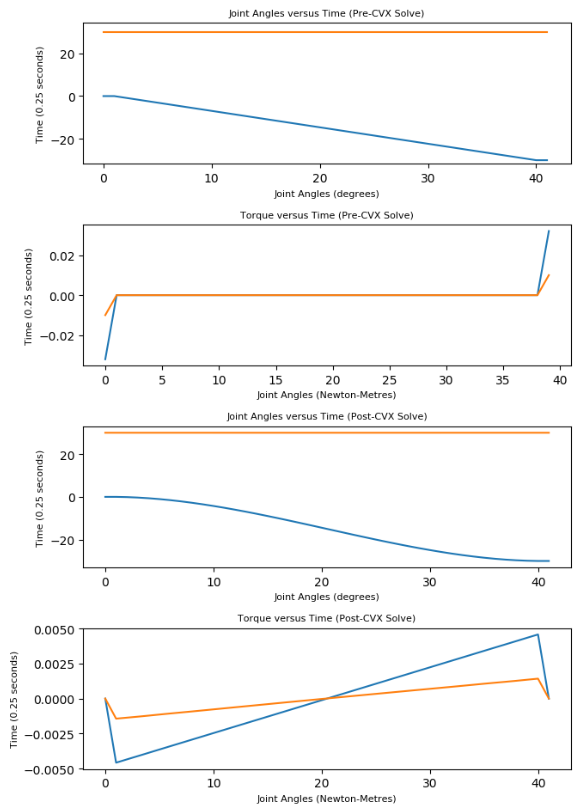 Joint Angles versus Time (Pre-CVX Solve)
Time (0.25 seconds)
20
0
−20
0 10 20 30 40
Joint Angles (degrees)
Torque versus Time (Pre-CVX Solve)
Time (0.25 seconds)
0.02
0.00
−0.02
0 5 10 15 20 25 30 35 40
Joint Angles (Newton-Metres)
Joint Angles versus Time (Post-CVX Solve)
Time (0.25 seconds)
20
0
−20
0 10 20 30 40
Joint Angles (degrees)
Torque versus Time (Post-CVX Solve)
Time (0.25 seconds)
0.0050
0.0025
0.0000
−0.0025
−0.0050
0 10 20 30 40
Joint Angles (Newton-Metres)